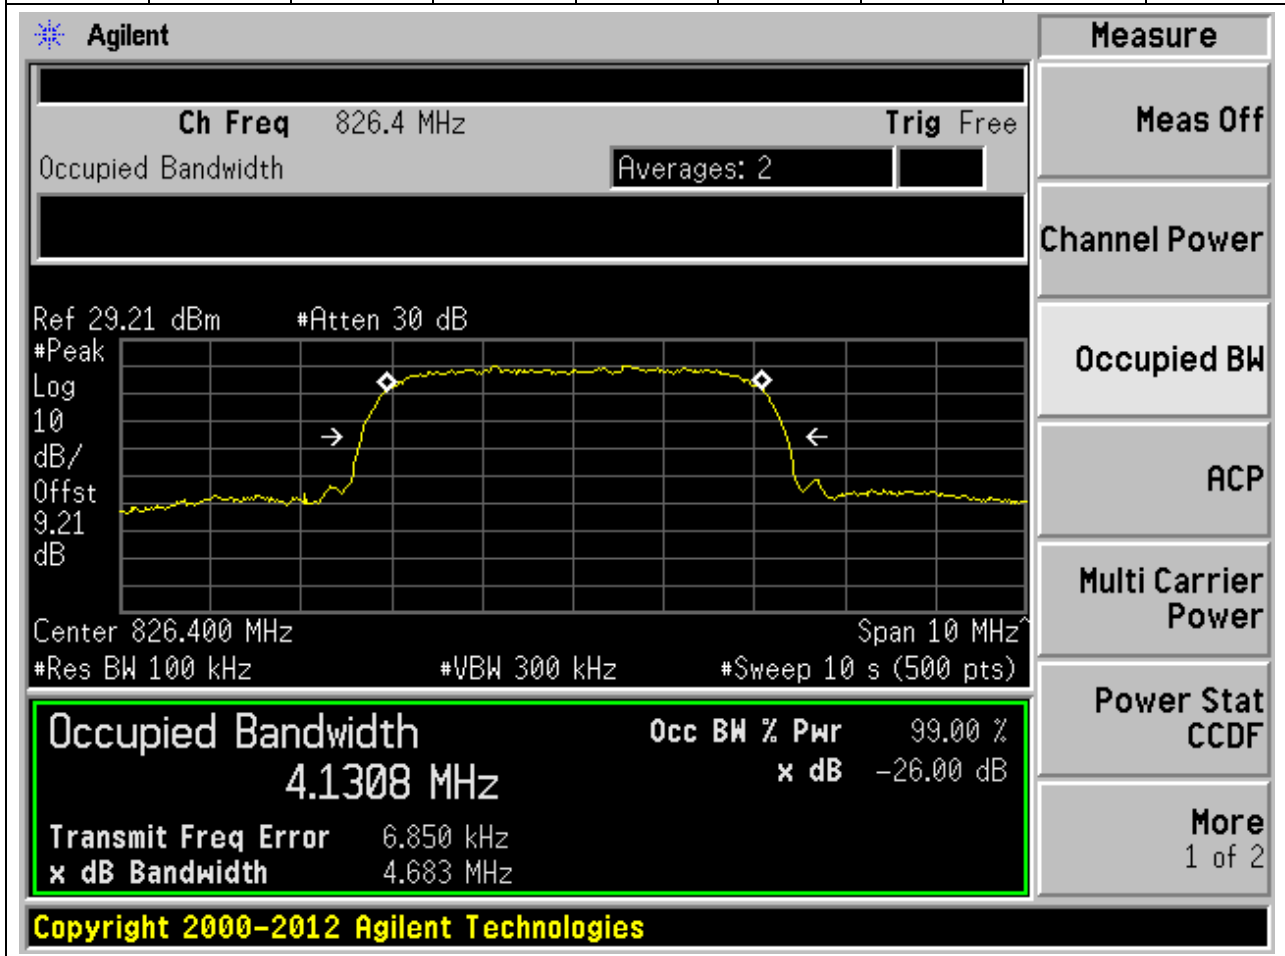 Agilent
Measure
Ch Freq 826.4 MHz Trig Free
Meas Off
Occupied Bandwidth Averages: 2
Channel Power
Ref 29.21 dBm #Atten 30 dB
#Peak
Log
10
dB/
Offst
9.21
dB
Occupied BW
ACP
Multi Carrier
Power
Center 826.400 MHz Span 10 MHz^
#Res BW 100 kHz #VBW 300 kHz #Sweep 10 s (500 pts)
Power Stat
CCDF
Occupied Bandwidth Occ BW % Pwr 99.00 %
4.1308 MHz x dB -26.00 dB
Transmit Freq Error 6.850 kHz
x dB Bandwidth 4.683 MHz
More
1 of 2
Copyright 2000-2012 Agilent Technologies